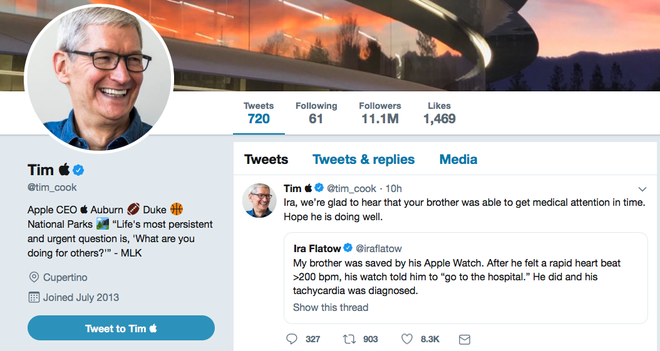 Tweets Following Followers Likes
720 61 11.1M 1,469
Tim 
@tim_cook
Apple CEO  Auburn 🏈 Duke 🏀
National Parks 🏞 “Life's most persistent
and urgent question is, 'What are you
doing for others?'” - MLK
Cupertino
Joined July 2013
Tweet to Tim 
Tweets Tweets & replies Media
Tim  @tim_cook · 10h
Ira, we're glad to hear that your brother was able to get medical attention in time.
Hope he is doing well.
Ira Flatow @iraflatow
My brother was saved by his Apple Watch. After he felt a rapid heart beat
>200 bpm, his watch told him to “go to the hospital.” He did and his
tachycardia was diagnosed.
Show this thread
327 903 8.3K